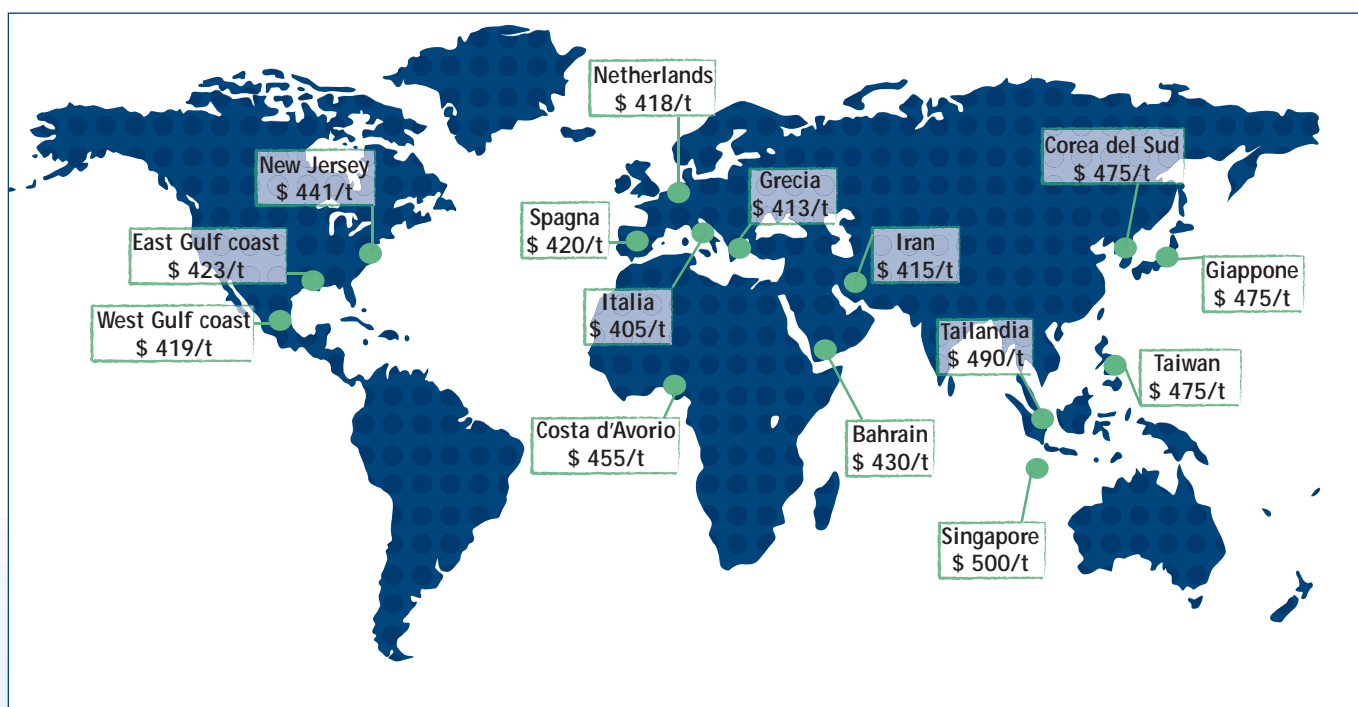 Netherlands
$ 418/t
New Jersey
$ 441/t
Corea del Sud
$ 475/t
Grecia
$ 413/t
Spagna
$ 420/t
East Gulf coast
$ 423/t
Iran
$ 415/t
Giappone
$ 475/t
Italia
$ 405/t
West Gulf coast
$ 419/t
Tailandia
$ 490/t
Taiwan
$ 475/t
Costa d'Avorio
$ 455/t
Bahrain
$ 430/t
Singapore
$ 500/t